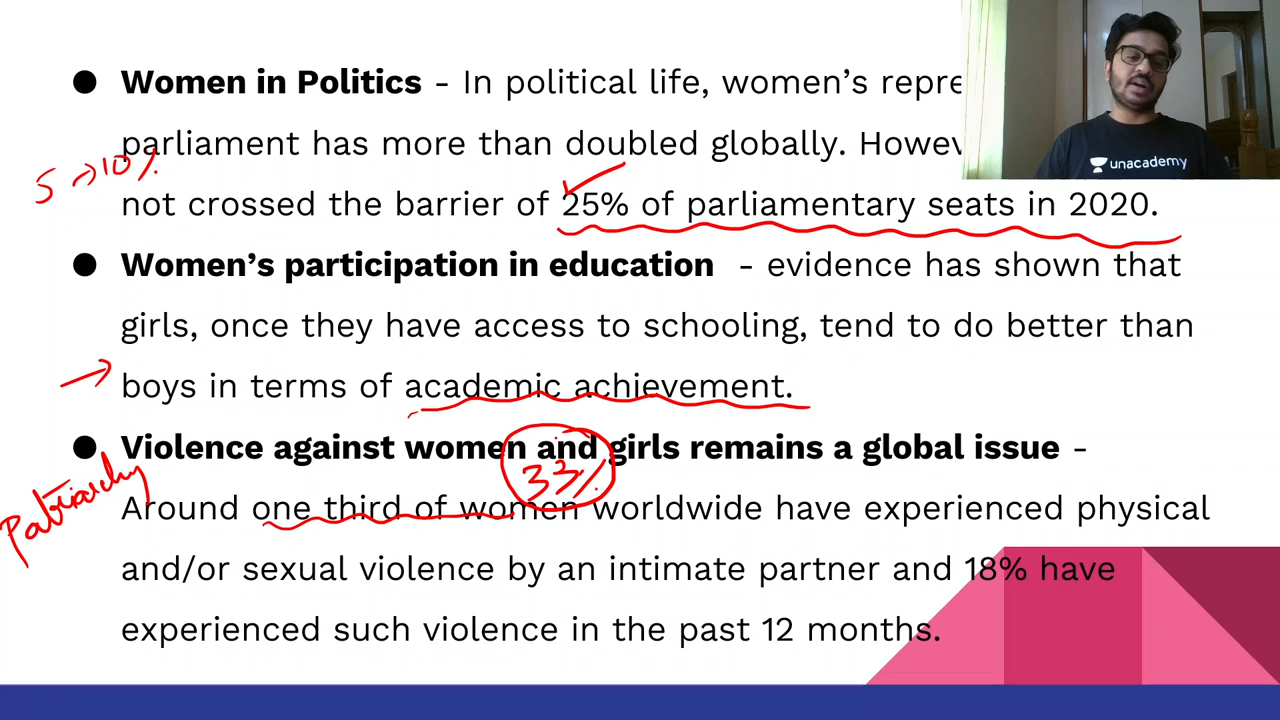 ● Women in Politics - In political life, women’s repre
parliament has more than doubled globally. Howev
5 → 10%
not crossed the barrier of 25% of parliamentary seats in 2020.
● Women’s participation in education - evidence has shown that
girls, once they have access to schooling, tend to do better than
boys in terms of academic achievement.
● Violence against women and girls remains a global issue -
33%
Patriarchy
Around one third of women worldwide have experienced physical
and/or sexual violence by an intimate partner and 18% have
experienced such violence in the past 12 months.
unacademy